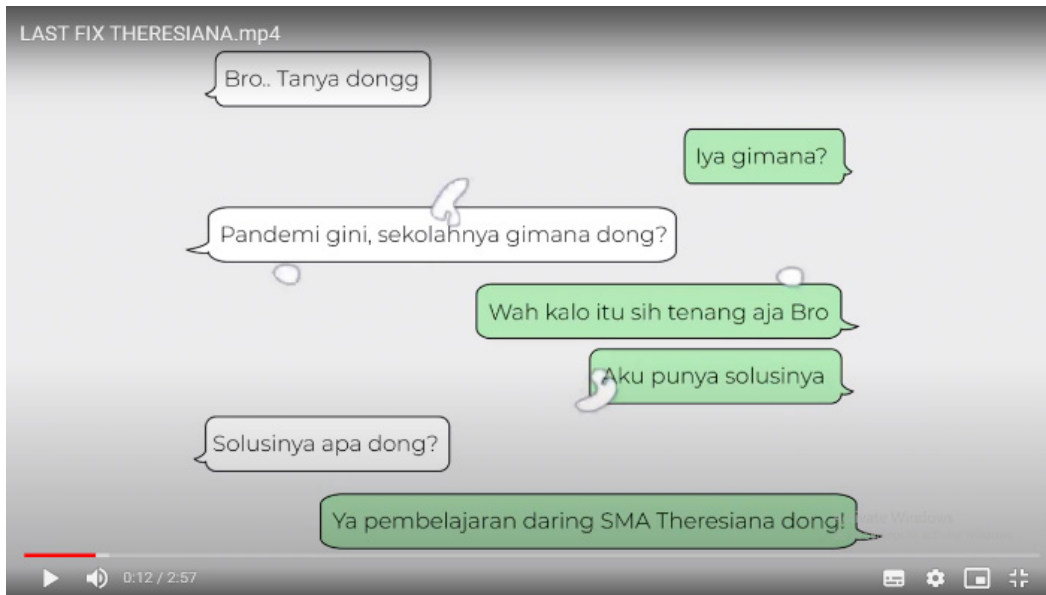 LAST FIX THERESIANA.mp4
Bro.. Tanya dongg
Iya gimana?
Pandemi gini, sekolahnya gimana dong?
Wah kalo itu sih tenang aja Bro
Aku punya solusinya
Solusinya apa dong?
Ya pembelajaran daring SMA Theresiana dong!
0:12 / 2:57